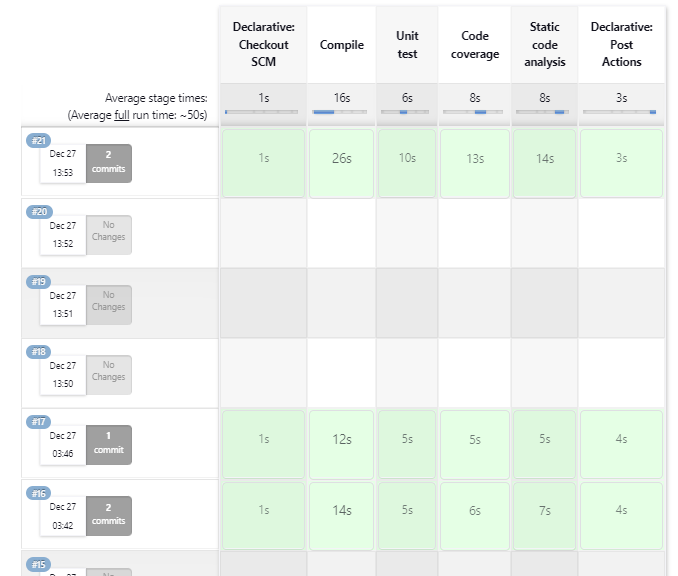 Declarative: Checkout SCM
Compile
Unit test
Code coverage
Static code analysis
Declarative: Post Actions
Average stage times:
(Average full run time: ~50s)
1s
16s
6s
8s
8s
3s
#21
Dec 27
13:53
2
commits
1s
26s
10s
13s
14s
3s
#20
Dec 27
13:52
No
Changes
#19
Dec 27
13:51
No
Changes
#18
Dec 27
13:50
No
Changes
#17
Dec 27
03:46
1
commit
1s
12s
5s
5s
5s
4s
#16
Dec 27
03:42
2
commits
1s
14s
5s
6s
7s
4s
#15